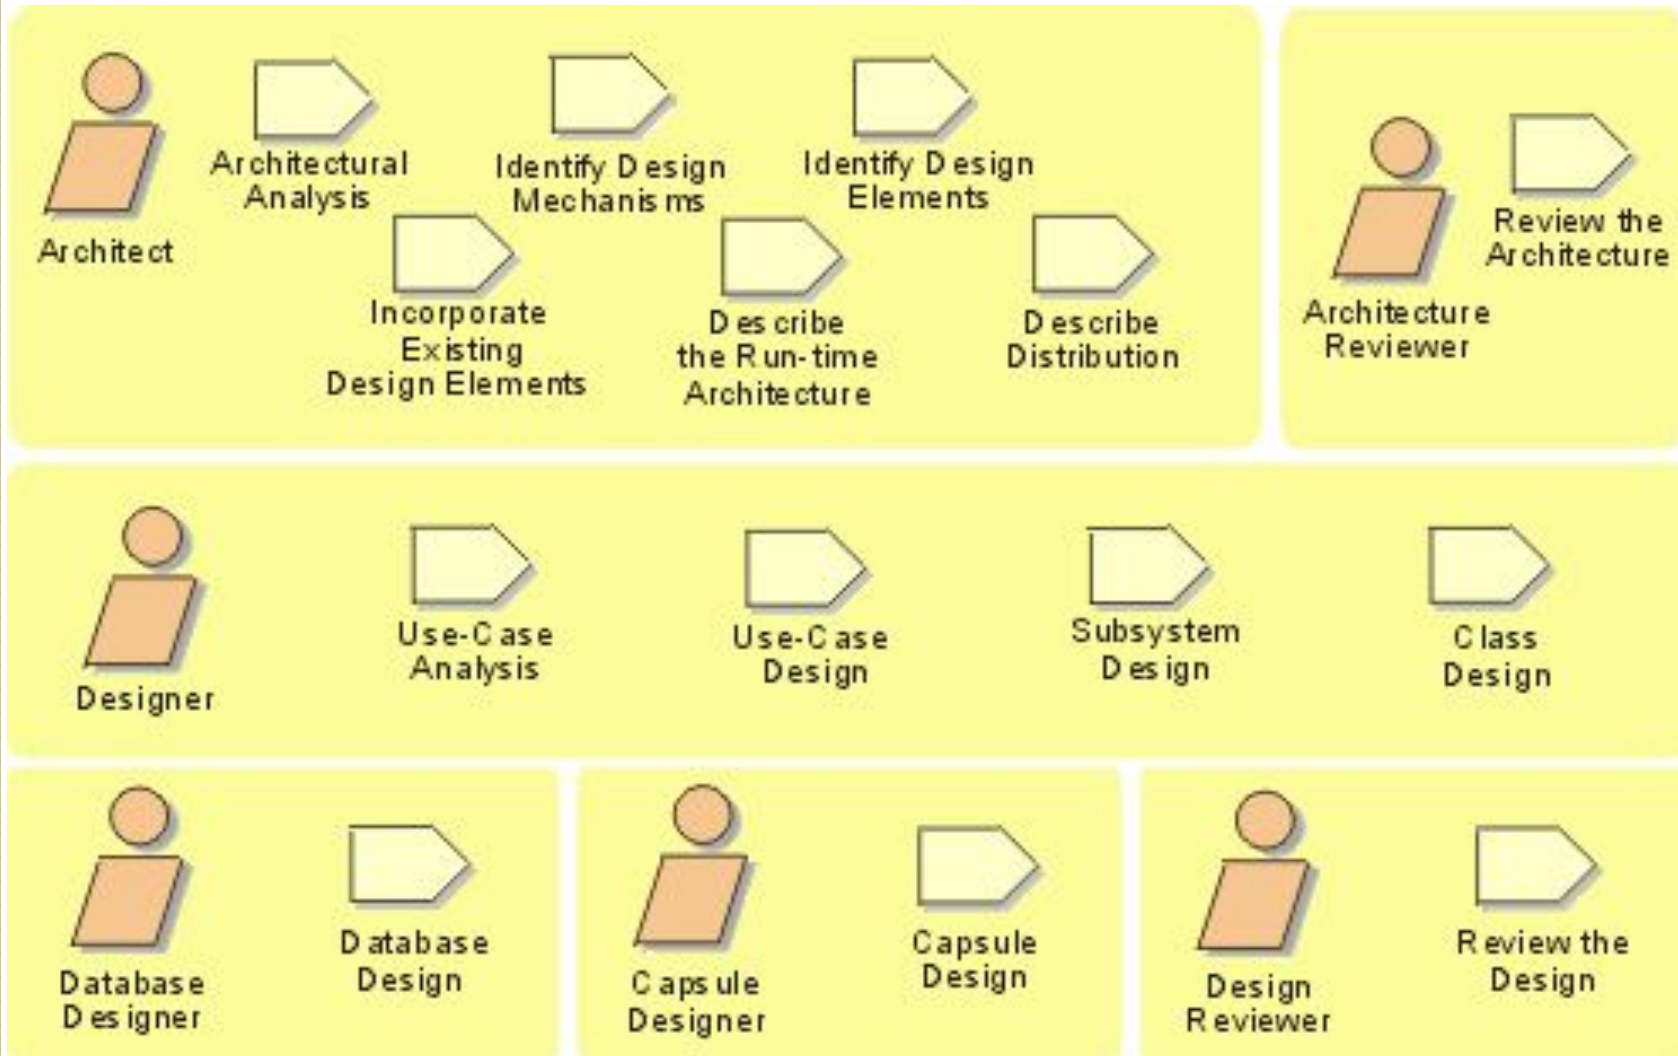 Architect
Architectural
Analysis
Identify Design
Mechanisms
Identify Design
Elements
Incorporate
Existing
Design Elements
Describe
the Run-time
Architecture
Describe
Distribution
Architecture
Reviewer
Review the
Architecture
Designer
Use-Case
Analysis
Use-Case
Design
Subsystem
Design
Class
Design
Database
Designer
Database
Design
Capsule
Designer
Capsule
Design
Design
Reviewer
Review the
Design